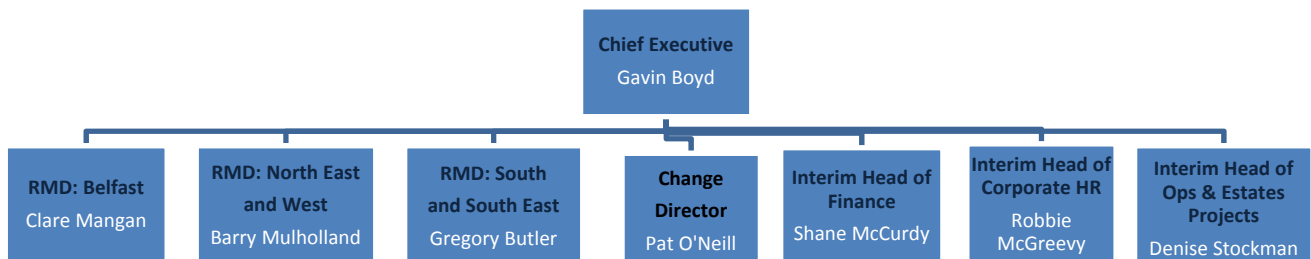 Chief Executive
Gavin Boyd
RMD: Belfast
Clare Mangan
RMD: North East
and West
Barry Mulholland
RMD: South
and South East
Gregory Butler
Change
Director
Pat O'Neill
Interim Head of
Finance
Shane McCurdy
Interim Head of
Corporate HR
Robbie
McGreevy
Interim Head of
Ops & Estates
Projects
Denise Stockman